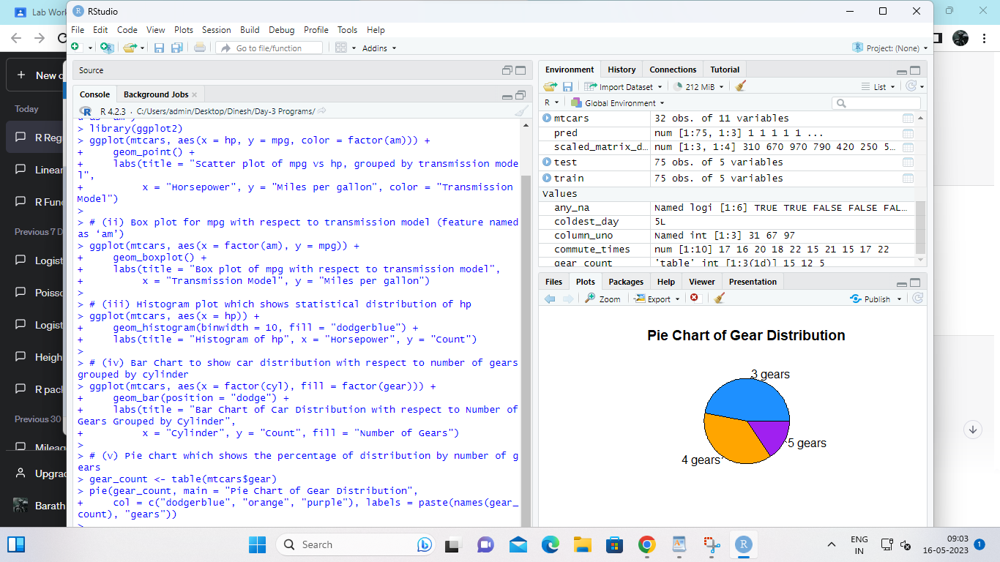 Lab Work
RStudio
File Edit Code View Plots Session Build Debug Profile Tools Help
Go to file/function Addins Project: (None)
Source
Console Background Jobs
R 4.2.3 · C:/Users/admin/Desktop/Dinesh/Day-3 Programs/
> library(ggplot2)
> ggplot(mtcars, aes(x = hp, y = mpg, color = factor(am))) +
+     geom_point() +
+     labs(title = "Scatter plot of mpg vs hp, grouped by transmission mode
l",
+          x = "Horsepower", y = "Miles per gallon", color = "Transmission
Model")
>
> # (ii) Box plot for mpg with respect to transmission model (feature named
as ‘am’)
> ggplot(mtcars, aes(x = factor(am), y = mpg)) +
+     geom_boxplot() +
+     labs(title = "Box plot of mpg with respect to transmission model",
+          x = "Transmission Model", y = "Miles per gallon")
>
> # (iii) Histogram plot which shows statistical distribution of hp
> ggplot(mtcars, aes(x = hp)) +
+     geom_histogram(binwidth = 10, fill = "dodgerblue") +
+     labs(title = "Histogram of hp", x = "Horsepower", y = "Count")
>
> # (iv) Bar Chart to show car distribution with respect to number of gears
grouped by cylinder
> ggplot(mtcars, aes(x = factor(cyl), fill = factor(gear))) +
+     geom_bar(position = "dodge") +
+     labs(title = "Bar Chart of Car Distribution with respect to Number of
Gears Grouped by Cylinder",
+          x = "Cylinder", y = "Count", fill = "Number of Gears")
>
> # (v) Pie chart which shows the percentage of distribution by number of g
ears
> gear_count <- table(mtcars$gear)
> pie(gear_count, main = "Pie Chart of Gear Distribution",
+     col = c("dodgerblue", "orange", "purple"), labels = paste(names(gear_
count), "gears"))
>
Environment History Connections Tutorial
Import Dataset 212 MiB List
R Global Environment
mtcars 32 obs. of 11 variables
pred num [1:75, 1:3] 1 1 1 1 1 ...
scaled_matrix_d… num [1:3, 1:4] 310 670 970 790 420 250 5…
test 75 obs. of 5 variables
train 75 obs. of 5 variables
Values
any_na Named logi [1:6] TRUE TRUE FALSE FALSE FAL…
coldest_day 5L
column_uno Named int [1:3] 31 67 97
commute_times num [1:10] 17 16 20 18 22 15 21 15 17 22
gear_count 'table' int [1:3(1d)] 15 12 5
Files Plots Packages Help Viewer Presentation
Zoom Export Publish
Pie Chart of Gear Distribution
3 gears
5 gears
4 gears
New c
Today
R Reg
Linear
R Fun
Previous 7 D
Logist
Poisso
Logist
Heigh
R pack
Previous 30
Mileag
Upgrad
Barath
Search
ENG
IN
09:03
16-05-2023
1